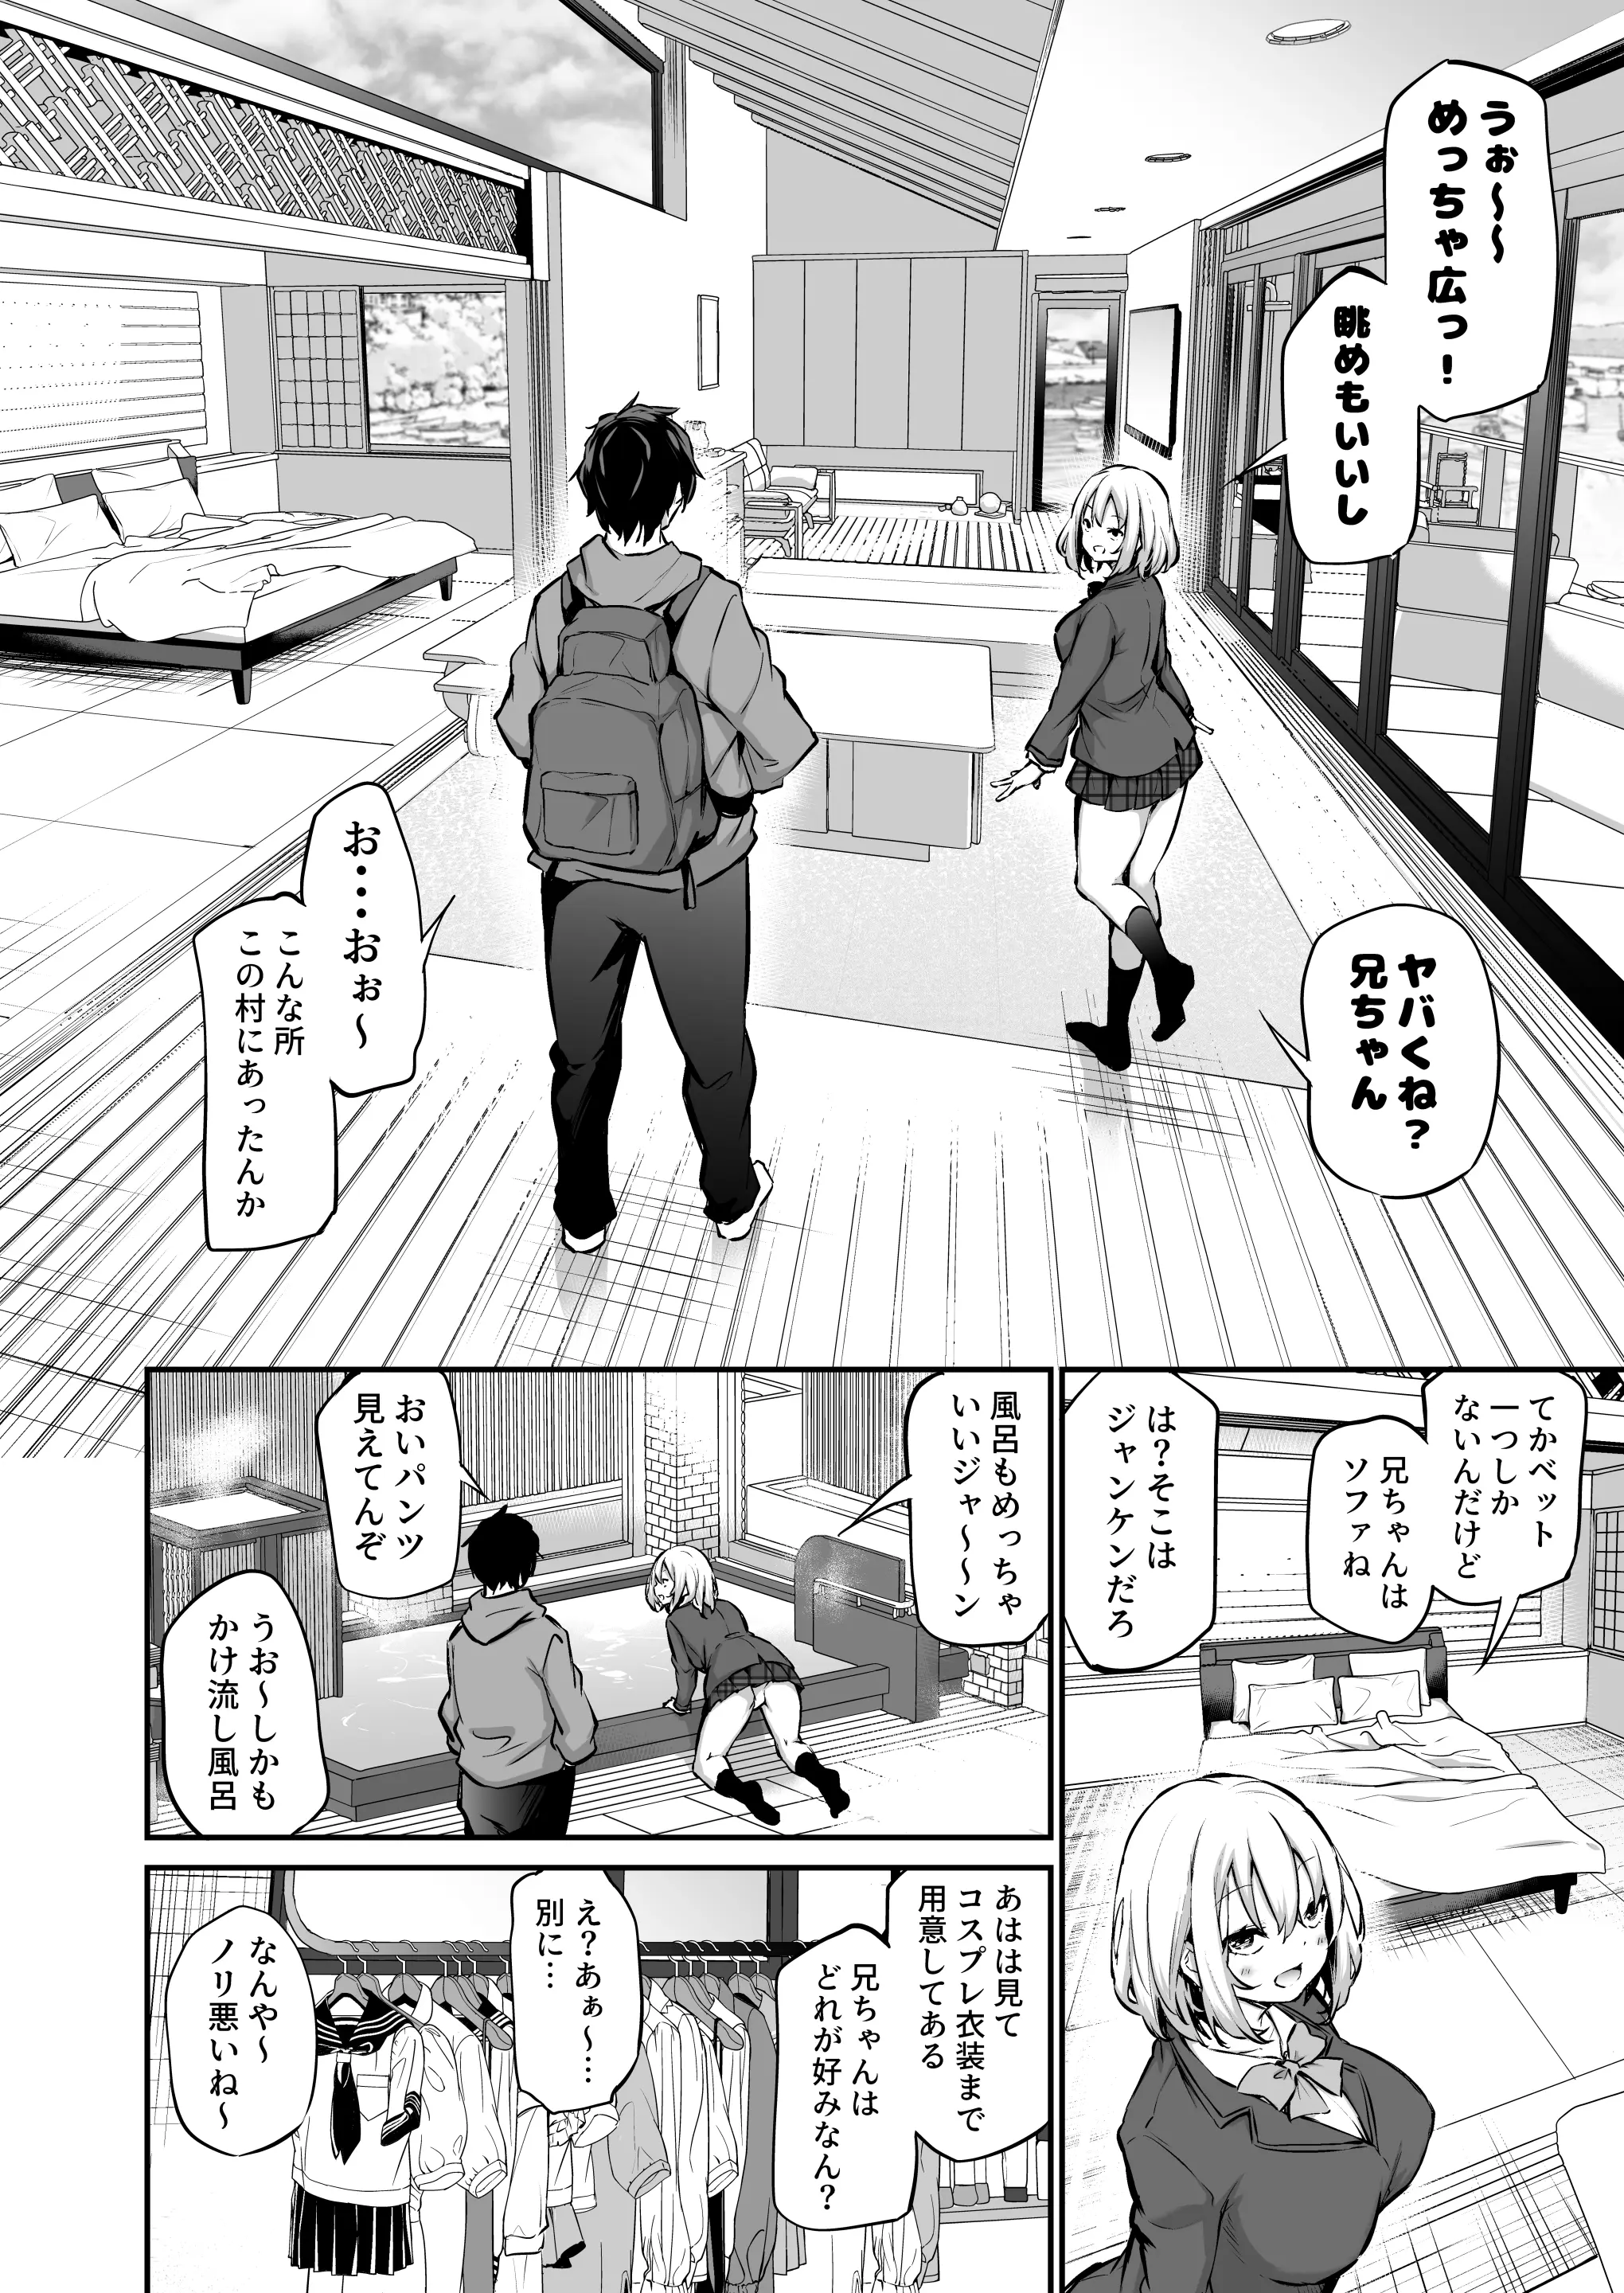 うぉ～～
めっちゃ広っ！
眺めもいいし
ヤバくね？
兄ちゃん
お…おぉ～
こんな所
この村にあったんか
てかベット
一つしか
ないんだけど
兄ちゃんは
ソファね
は？そこは
ジャンケンだろ
風呂もめっちゃ
いいジャ～～ン
おいパンツ
見えてんぞ
うお～しかも
かけ流し風呂
あはは見て
コスプレ衣装まで
用意してある
兄ちゃんは
どれが好みなん？
え？あぁ～…
別に…
なんや～
ノリ悪いね～